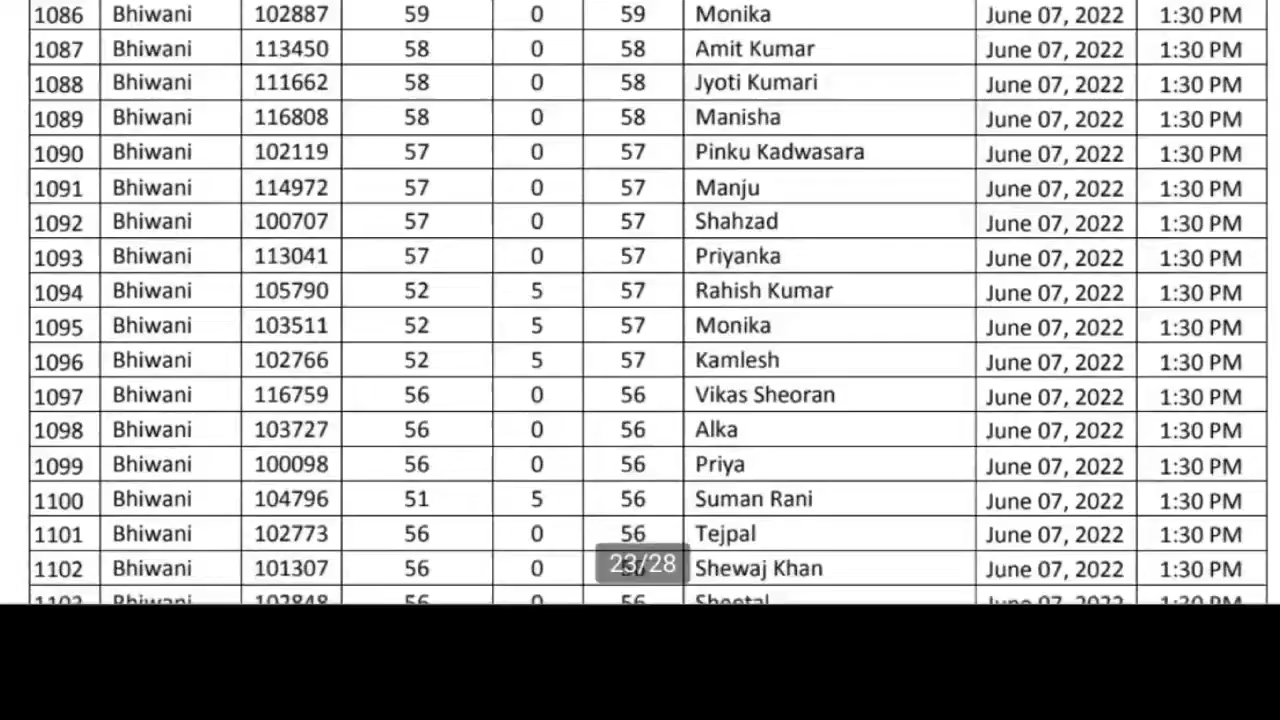 1086 Bhiwani 102887 59 0 59 Monika June 07, 2022 1:30 PM
1087 Bhiwani 113450 58 0 58 Amit Kumar June 07, 2022 1:30 PM
1088 Bhiwani 111662 58 0 58 Jyoti Kumari June 07, 2022 1:30 PM
1089 Bhiwani 116808 58 0 58 Manisha June 07, 2022 1:30 PM
1090 Bhiwani 102119 57 0 57 Pinku Kadwasara June 07, 2022 1:30 PM
1091 Bhiwani 114972 57 0 57 Manju June 07, 2022 1:30 PM
1092 Bhiwani 100707 57 0 57 Shahzad June 07, 2022 1:30 PM
1093 Bhiwani 113041 57 0 57 Priyanka June 07, 2022 1:30 PM
1094 Bhiwani 105790 52 5 57 Rahish Kumar June 07, 2022 1:30 PM
1095 Bhiwani 103511 52 5 57 Monika June 07, 2022 1:30 PM
1096 Bhiwani 102766 52 5 57 Kamlesh June 07, 2022 1:30 PM
1097 Bhiwani 116759 56 0 56 Vikas Sheoran June 07, 2022 1:30 PM
1098 Bhiwani 103727 56 0 56 Alka June 07, 2022 1:30 PM
1099 Bhiwani 100098 56 0 56 Priya June 07, 2022 1:30 PM
1100 Bhiwani 104796 51 5 56 Suman Rani June 07, 2022 1:30 PM
1101 Bhiwani 102773 56 0 56 Tejpal June 07, 2022 1:30 PM
1102 Bhiwani 101307 56 0 23/28 Shewaj Khan June 07, 2022 1:30 PM
1103 Bhiwani 102848 56 0 56 Sheetal June 07, 2022 1:30 PM